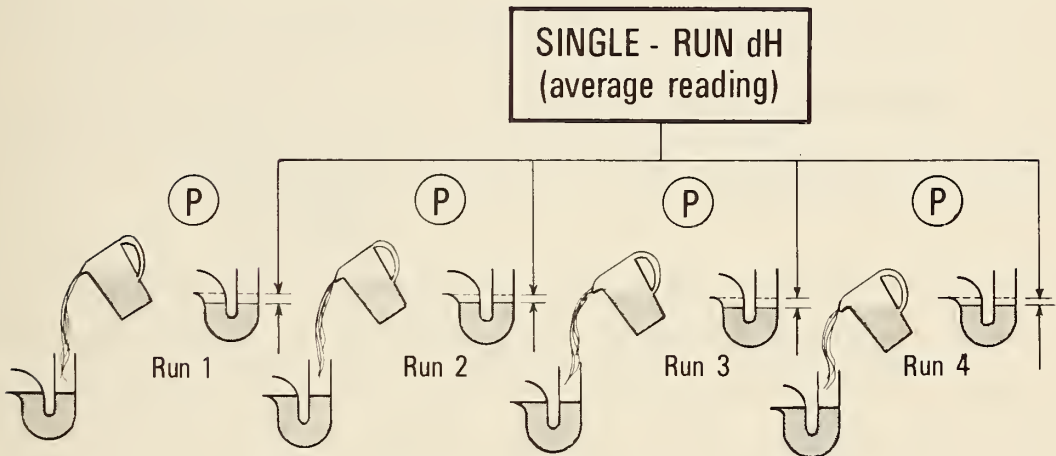 SINGLE - RUN dH
(average reading)
P P P P
Run 1 Run 2 Run 3 Run 4